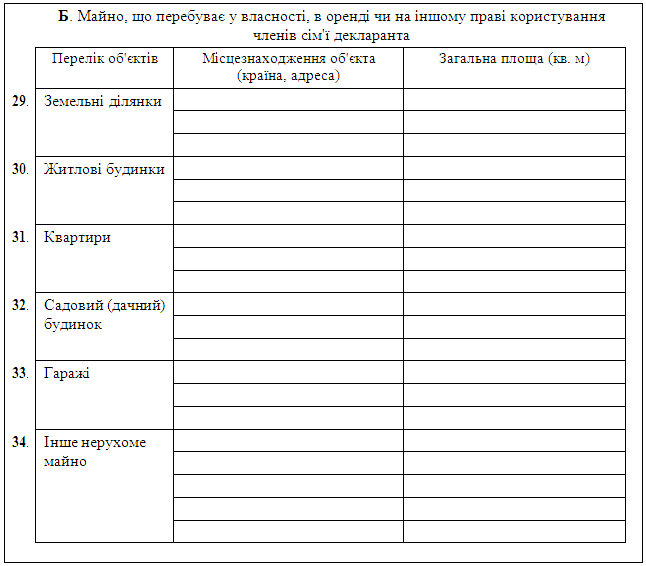 Б. Майно, що перебуває у власності, в оренді чи на іншому праві користування
членів сім'ї декларанта
Перелік об'єктів Місцезнаходження об'єкта Загальна площа (кв. м)
(країна, адреса)
29. Земельні ділянки
30. Житлові будинки
31. Квартири
32. Садовий (дачний)
будинок
33. Гаражі
34. Інше нерухоме
майно